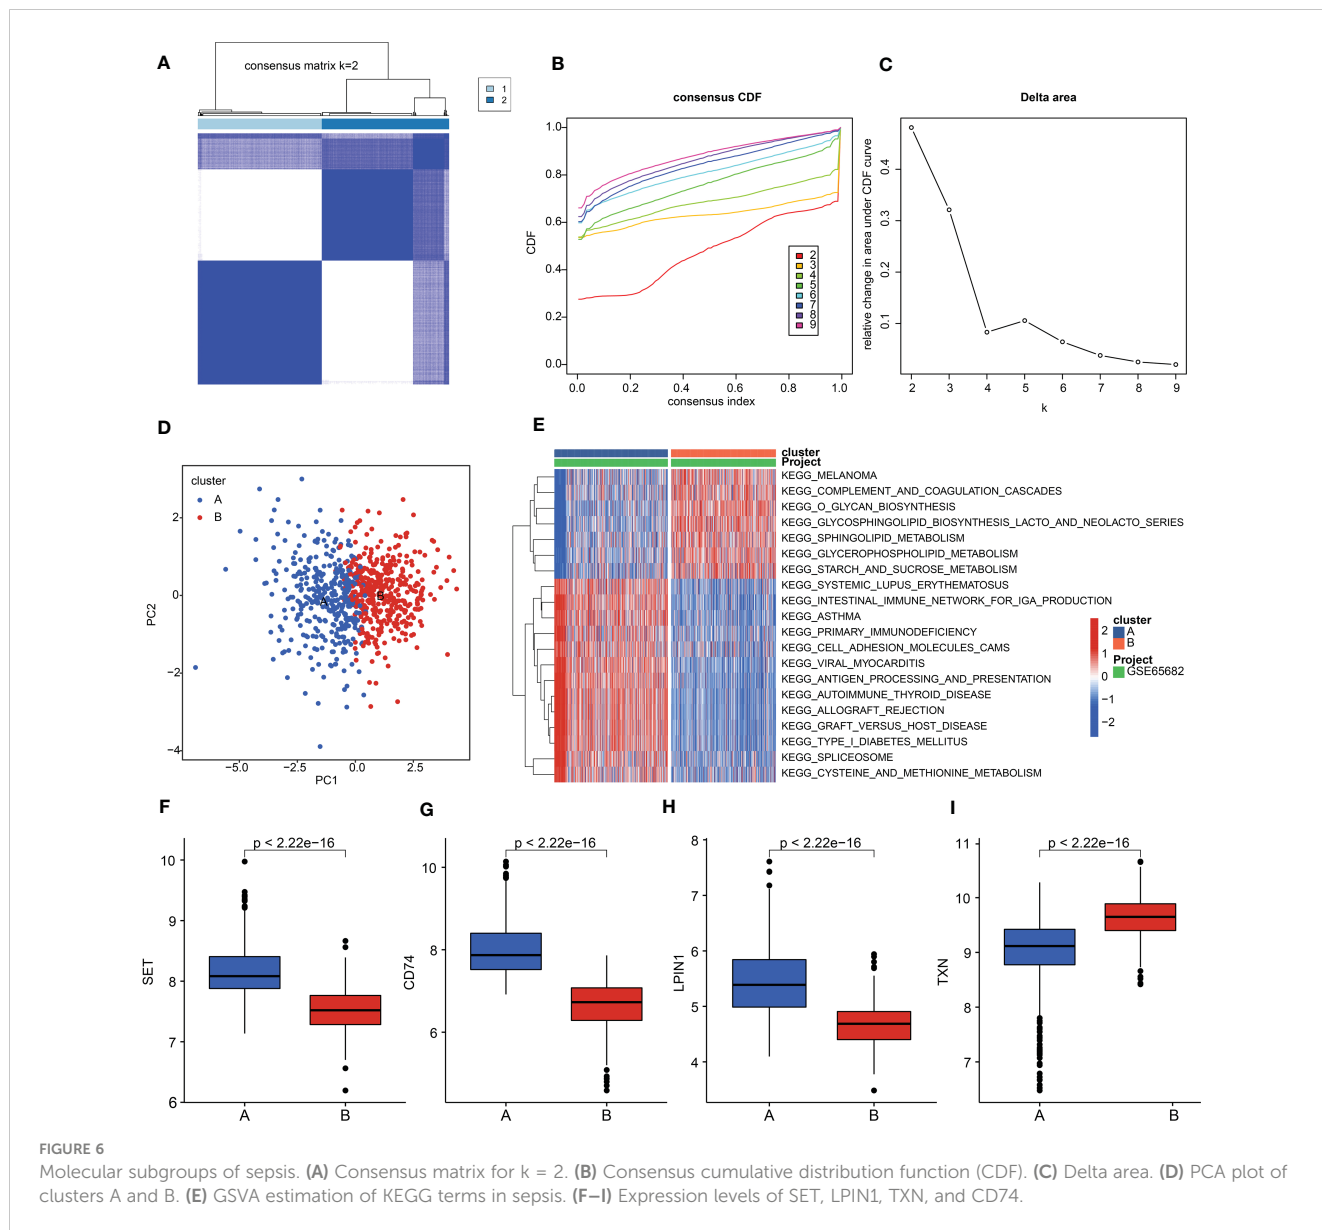 A
consensus matrix k=2
1
2
B
consensus CDF
CDF
1.0
0.8
0.6
0.4
0.2
0.0
2
3
4
5
6
7
8
9
0.0 0.2 0.4 0.6 0.8 1.0
consensus index
C
Delta area
relative change in area under CDF curve
0.4
0.3
0.2
0.1
2 3 4 5 6 7 8 9
k
D
cluster
A
B
PC2
2
0
−2
−4
A
B
−5.0 −2.5 0.0 2.5
PC1
E
cluster
Project
KEGG_MELANOMA
KEGG_COMPLEMENT_AND_COAGULATION_CASCADES
KEGG_O_GLYCAN_BIOSYNTHESIS
KEGG_GLYCOSPHINGOLIPID_BIOSYNTHESIS_LACTO_AND_NEOLACTO_SERIES
KEGG_SPHINGOLIPID_METABOLISM
KEGG_GLYCEROPHOSPHOLIPID_METABOLISM
KEGG_STARCH_AND_SUCROSE_METABOLISM
KEGG_SYSTEMIC_LUPUS_ERYTHEMATOSUS
KEGG_INTESTINAL_IMMUNE_NETWORK_FOR_IGA_PRODUCTION
KEGG_ASTHMA
KEGG_PRIMARY_IMMUNODEFICIENCY
KEGG_CELL_ADHESION_MOLECULES_CAMS
KEGG_VIRAL_MYOCARDITIS
KEGG_ANTIGEN_PROCESSING_AND_PRESENTATION
KEGG_AUTOIMMUNE_THYROID_DISEASE
KEGG_ALLOGRAFT_REJECTION
KEGG_GRAFT_VERSUS_HOST_DISEASE
KEGG_TYPE_I_DIABETES_MELLITUS
KEGG_SPLICEOSOME
KEGG_CYSTEINE_AND_METHIONINE_METABOLISM
2
1
0
−1
−2
cluster
A
B
Project
GSE65682
F
p < 2.22e−16
SET
10
9
8
7
6
A B
G
p < 2.22e−16
CD74
10
8
6
A B
H
p < 2.22e−16
LPIN1
8
7
6
5
4
A B
I
p < 2.22e−16
TXN
11
10
9
8
7
A B
FIGURE 6
Molecular subgroups of sepsis. (A) Consensus matrix for k = 2. (B) Consensus cumulative distribution function (CDF). (C) Delta area. (D) PCA plot of
clusters A and B. (E) GSVA estimation of KEGG terms in sepsis. (F–I) Expression levels of SET, LPIN1, TXN, and CD74.